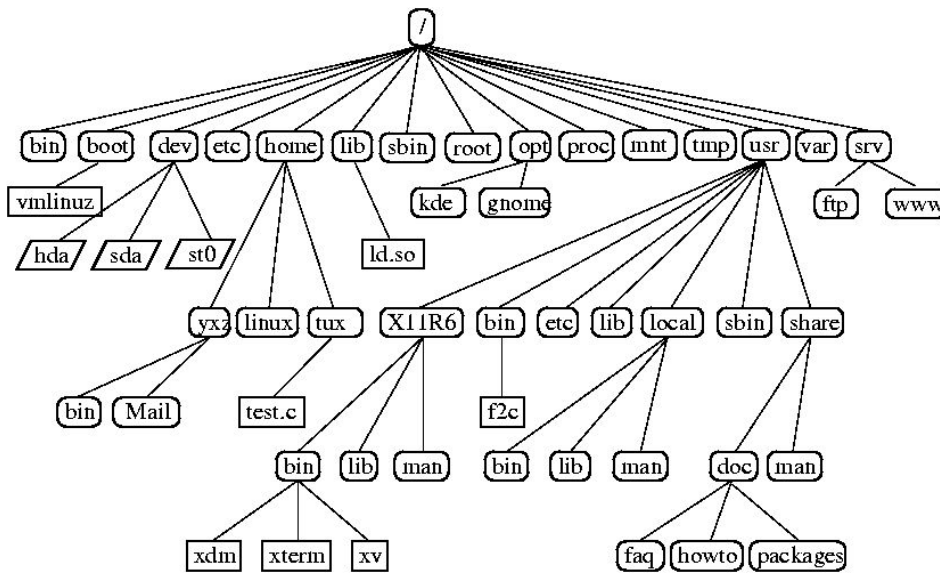 /
bin boot dev etc home lib sbin root opt proc mnt tmp usr var srv
vmlinuz kde gnome ftp www
hda sda st0 ld.so
yxz linux tux X11R6 bin etc lib local sbin share
bin Mail test.c f2c
bin lib man bin lib man doc man
xdm xterm xv faq howto packages